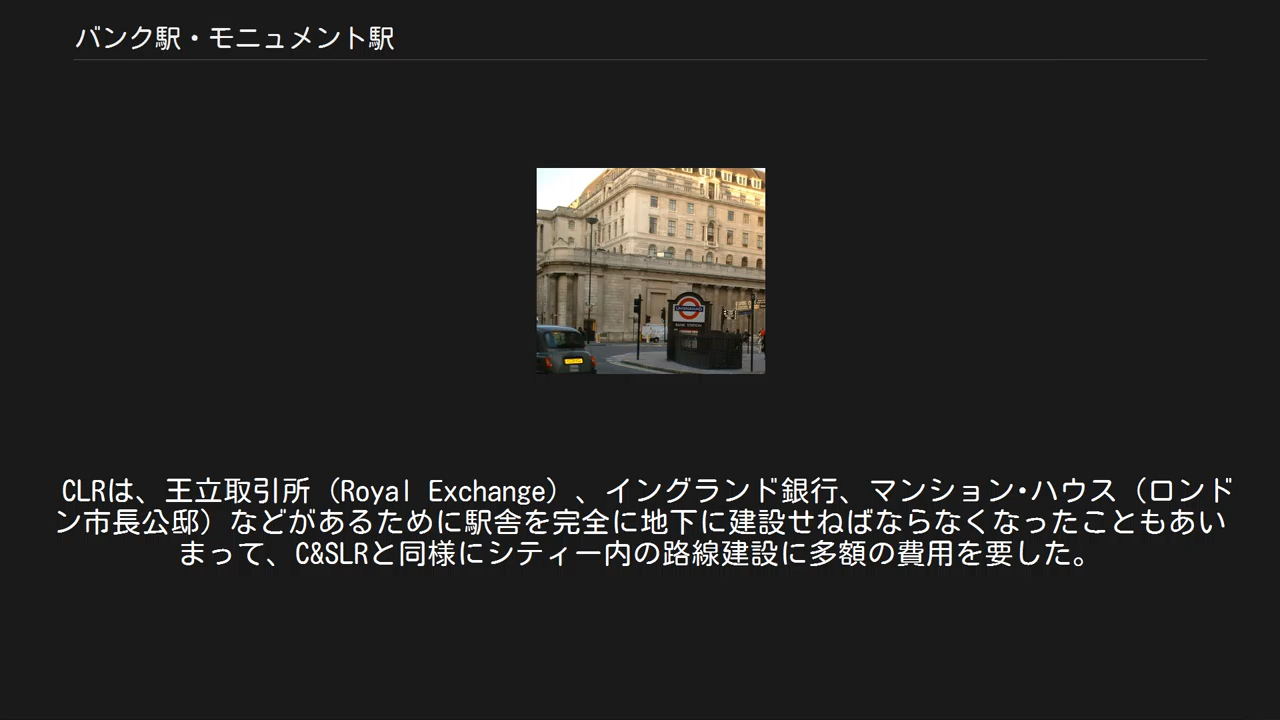 バンク駅・モニュメント駅
UNDERGROUND
BANK STATION
CLRは、王立取引所（Royal Exchange）、イングランド銀行、マンション・ハウス（ロンド
ン市長公邸）などがあるために駅舎を完全に地下に建設せねばならなくなったこともあい
まって、C&SLRと同様にシティー内の路線建設に多額の費用を要した。